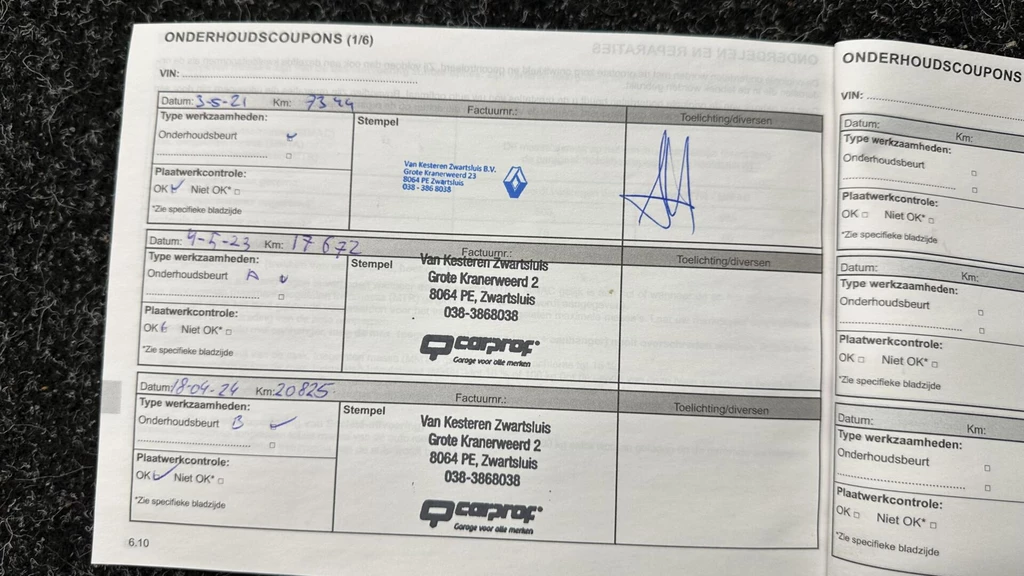 ONDERHOUDSCOUPONS (1/6)
VIN:
Datum: 3-5-21 Km: 7344 Factuurnr.:
Type werkzaamheden: Stempel Toelichting/diversen
Onderhoudsbeurt
Plaatwerkcontrole:
OK Niet OK*
*Zie specifieke bladzijde
Van Kesteren Zwartsluis B.V.
Grote Kranerweerd 23
8064 PZ Zwartsluis
038 - 386 8038
Datum: 4-5-23 Km: 17672 Factuurnr.:
Type werkzaamheden: Stempel Toelichting/diversen
Onderhoudsbeurt A
Plaatwerkcontrole:
OK Niet OK*
*Zie specifieke bladzijde
Van Kesteren Zwartsluis
Grote Kranerweerd 2
8064 PE, Zwartsluis
038-3868038
carprof
Garage voor alle merken
Datum: 18-04-24 Km: 20825 Factuurnr.:
Type werkzaamheden: Stempel Toelichting/diversen
Onderhoudsbeurt B
Plaatwerkcontrole:
OK Niet OK*
*Zie specifieke bladzijde
Van Kesteren Zwartsluis
Grote Kranerweerd 2
8064 PE, Zwartsluis
038-3868038
carprof
Garage voor alle merken
6.10
ONDERHOUDSCOUPONS
VIN:
Datum: Km:
Type werkzaamheden:
Onderhoudsbeurt
Plaatwerkcontrole:
OK Niet OK*
*Zie specifieke bladzijde
Datum: Km:
Type werkzaamheden:
Onderhoudsbeurt
Plaatwerkcontrole:
OK Niet OK*
*Zie specifieke bladzijde
Datum: Km:
Type werkzaamheden:
Onderhoudsbeurt
Plaatwerkcontrole:
OK Niet OK*
*Zie specifieke bladzijde